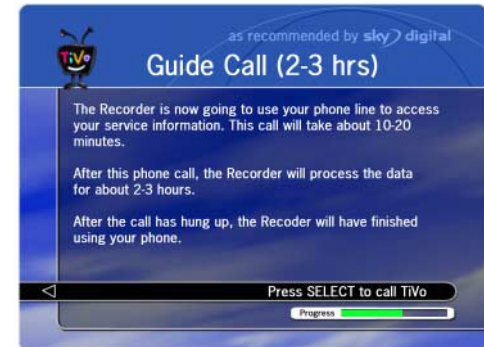 as recommended by sky digital
TiVo
Guide Call (2-3 hrs)
The Recorder is now going to use your phone line to access
your service information. This call will take about 10-20
minutes.
After this phone call, the Recorder will process the data
for about 2-3 hours.
After the call has hung up, the Recoder will have finished
using your phone.
Press SELECT to call TiVo
Progress